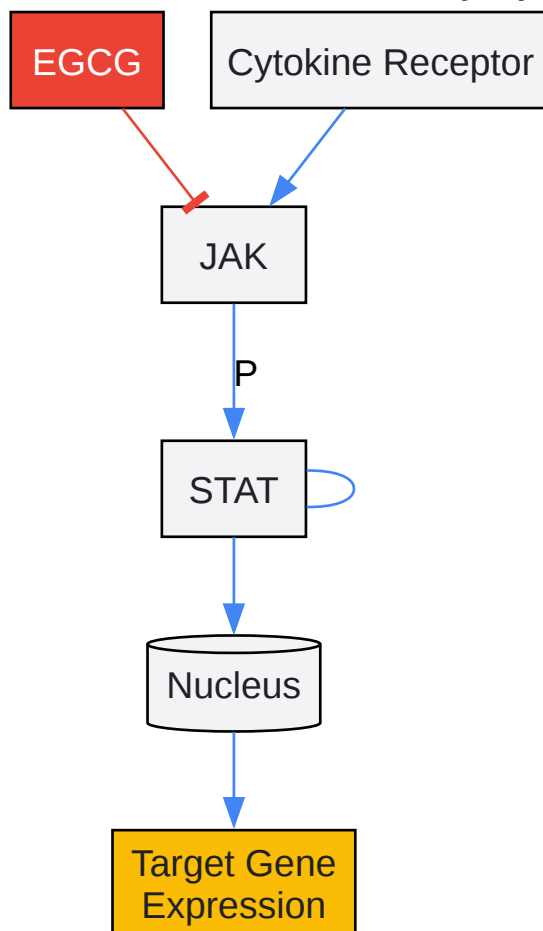 EGCG
Cytokine Receptor
JAK
P
STAT
Nucleus
Target Gene
Expression